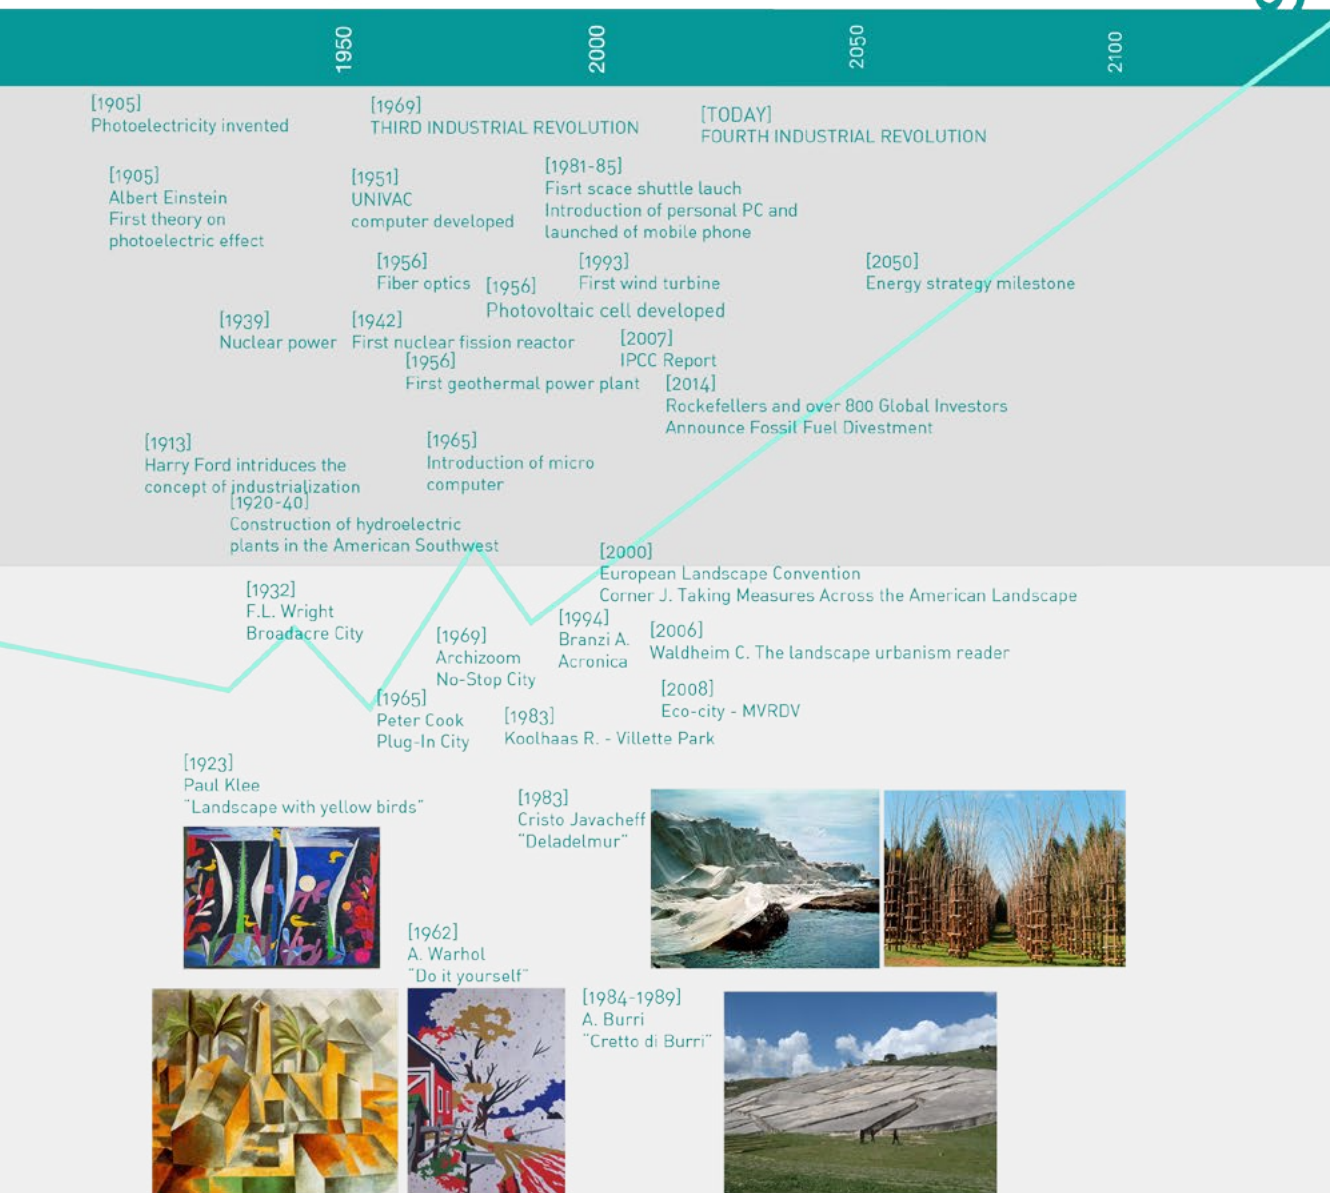 1950
2000
2050
2100
[1905]
Photoelectricity invented
[1969]
THIRD INDUSTRIAL REVOLUTION
[TODAY]
FOURTH INDUSTRIAL REVOLUTION
[1905]
Albert Einstein
First theory on
photoelectric effect
[1951]
UNIVAC
computer developed
[1981-85]
Fisrt scace shuttle lauch
Introduction of personal PC and
launched of mobile phone
[1956]
Fiber optics
[1956]
Photovoltaic cell developed
[1993]
First wind turbine
[2050]
Energy strategy milestone
[1939]
Nuclear power
[1942]
First nuclear fission reactor
[2007]
IPCC Report
[1956]
First geothermal power plant
[2014]
Rockefellers and over 800 Global Investors
Announce Fossil Fuel Divestment
[1913]
Harry Ford intriduces the
concept of industrialization
[1965]
Introduction of micro
computer
[1920-40]
Construction of hydroelectric
plants in the American Southwest
[2000]
European Landscape Convention
Corner J. Taking Measures Across the American Landscape
[1932]
F.L. Wright
Broadacre City
[1969]
Archizoom
No-Stop City
[1994]
Branzi A.
Acronica
[2006]
Waldheim C. The landscape urbanism reader
[2008]
Eco-city - MVRDV
[1965]
Peter Cook
Plug-In City
[1983]
Koolhaas R. - Villette Park
[1923]
Paul Klee
"Landscape with yellow birds"
[1983]
Cristo Javacheff
"Deladelmur"
[1962]
A. Warhol
"Do it yourself"
[1984-1989]
A. Burri
"Cretto di Burri"